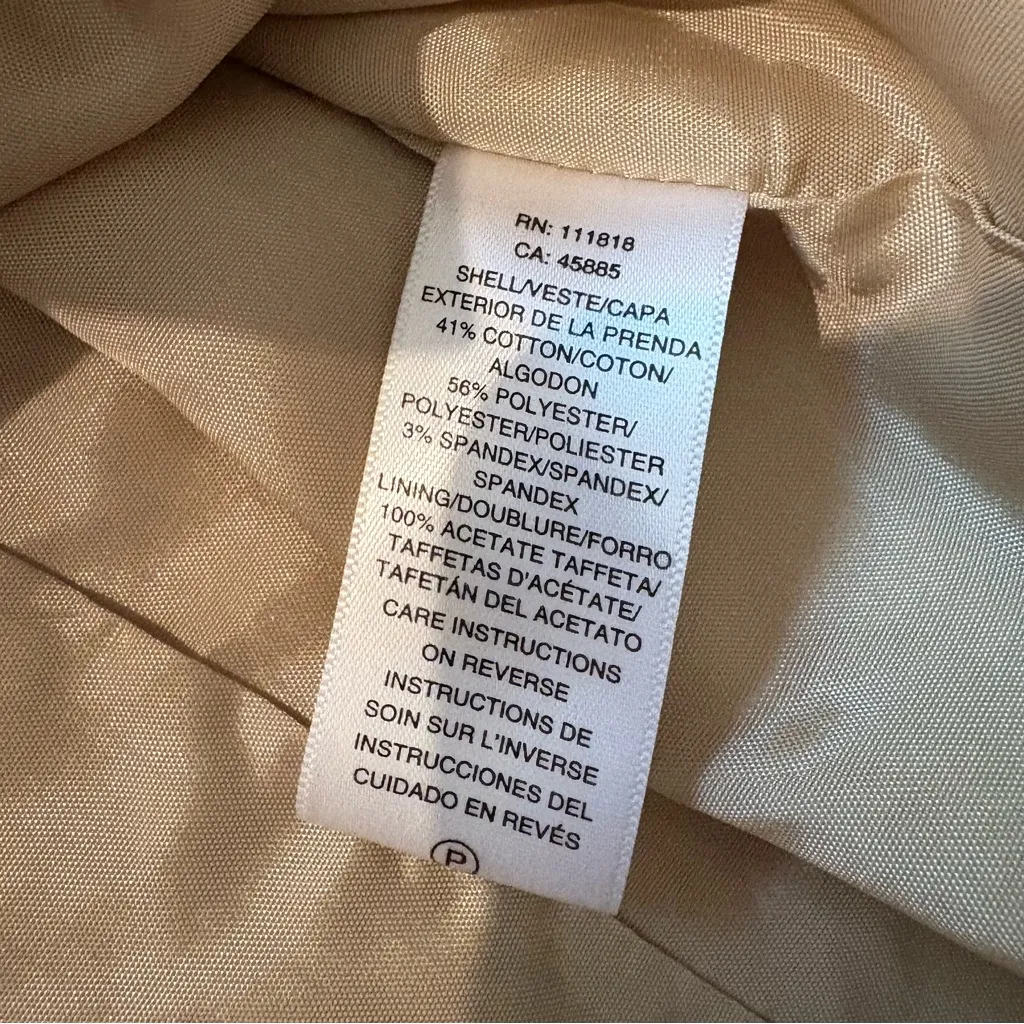 RN: 111818
CA: 45885
SHELL/VESTE/CAPA
EXTERIOR DE LA PRENDA
41% COTTON/COTON/
ALGODON
56% POLYESTER/
POLYESTER/POLIESTER
3% SPANDEX/SPANDEX/
SPANDEX
LINING/DOUBLURE/FORRO
100% ACETATE TAFFETA/
TAFFETAS D'ACÉTATE/
TAFETÁN DEL ACETATO
CARE INSTRUCTIONS
ON REVERSE
INSTRUCTIONS DE
SOIN SUR L'INVERSE
INSTRUCCIONES DEL
CUIDADO EN REVÉS
P